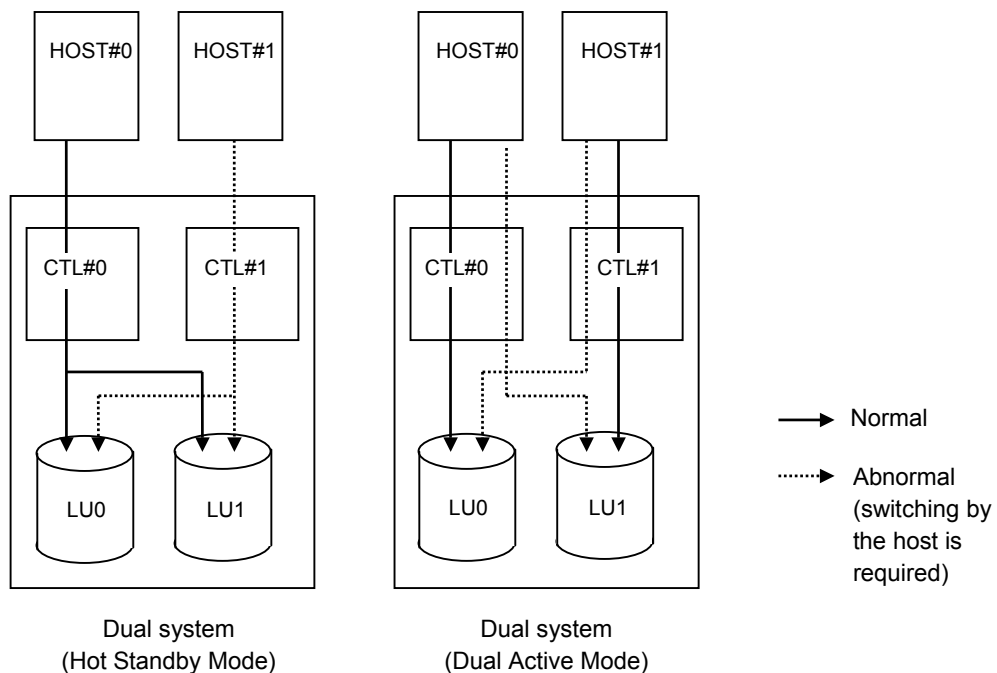 HOST#0
HOST#1
CTL#0
CTL#1
LU0
LU1
Dual system
(Hot Standby Mode)
HOST#0
HOST#1
CTL#0
CTL#1
LU0
LU1
Dual system
(Dual Active Mode)
Normal
Abnormal
(switching by
the host is
required)